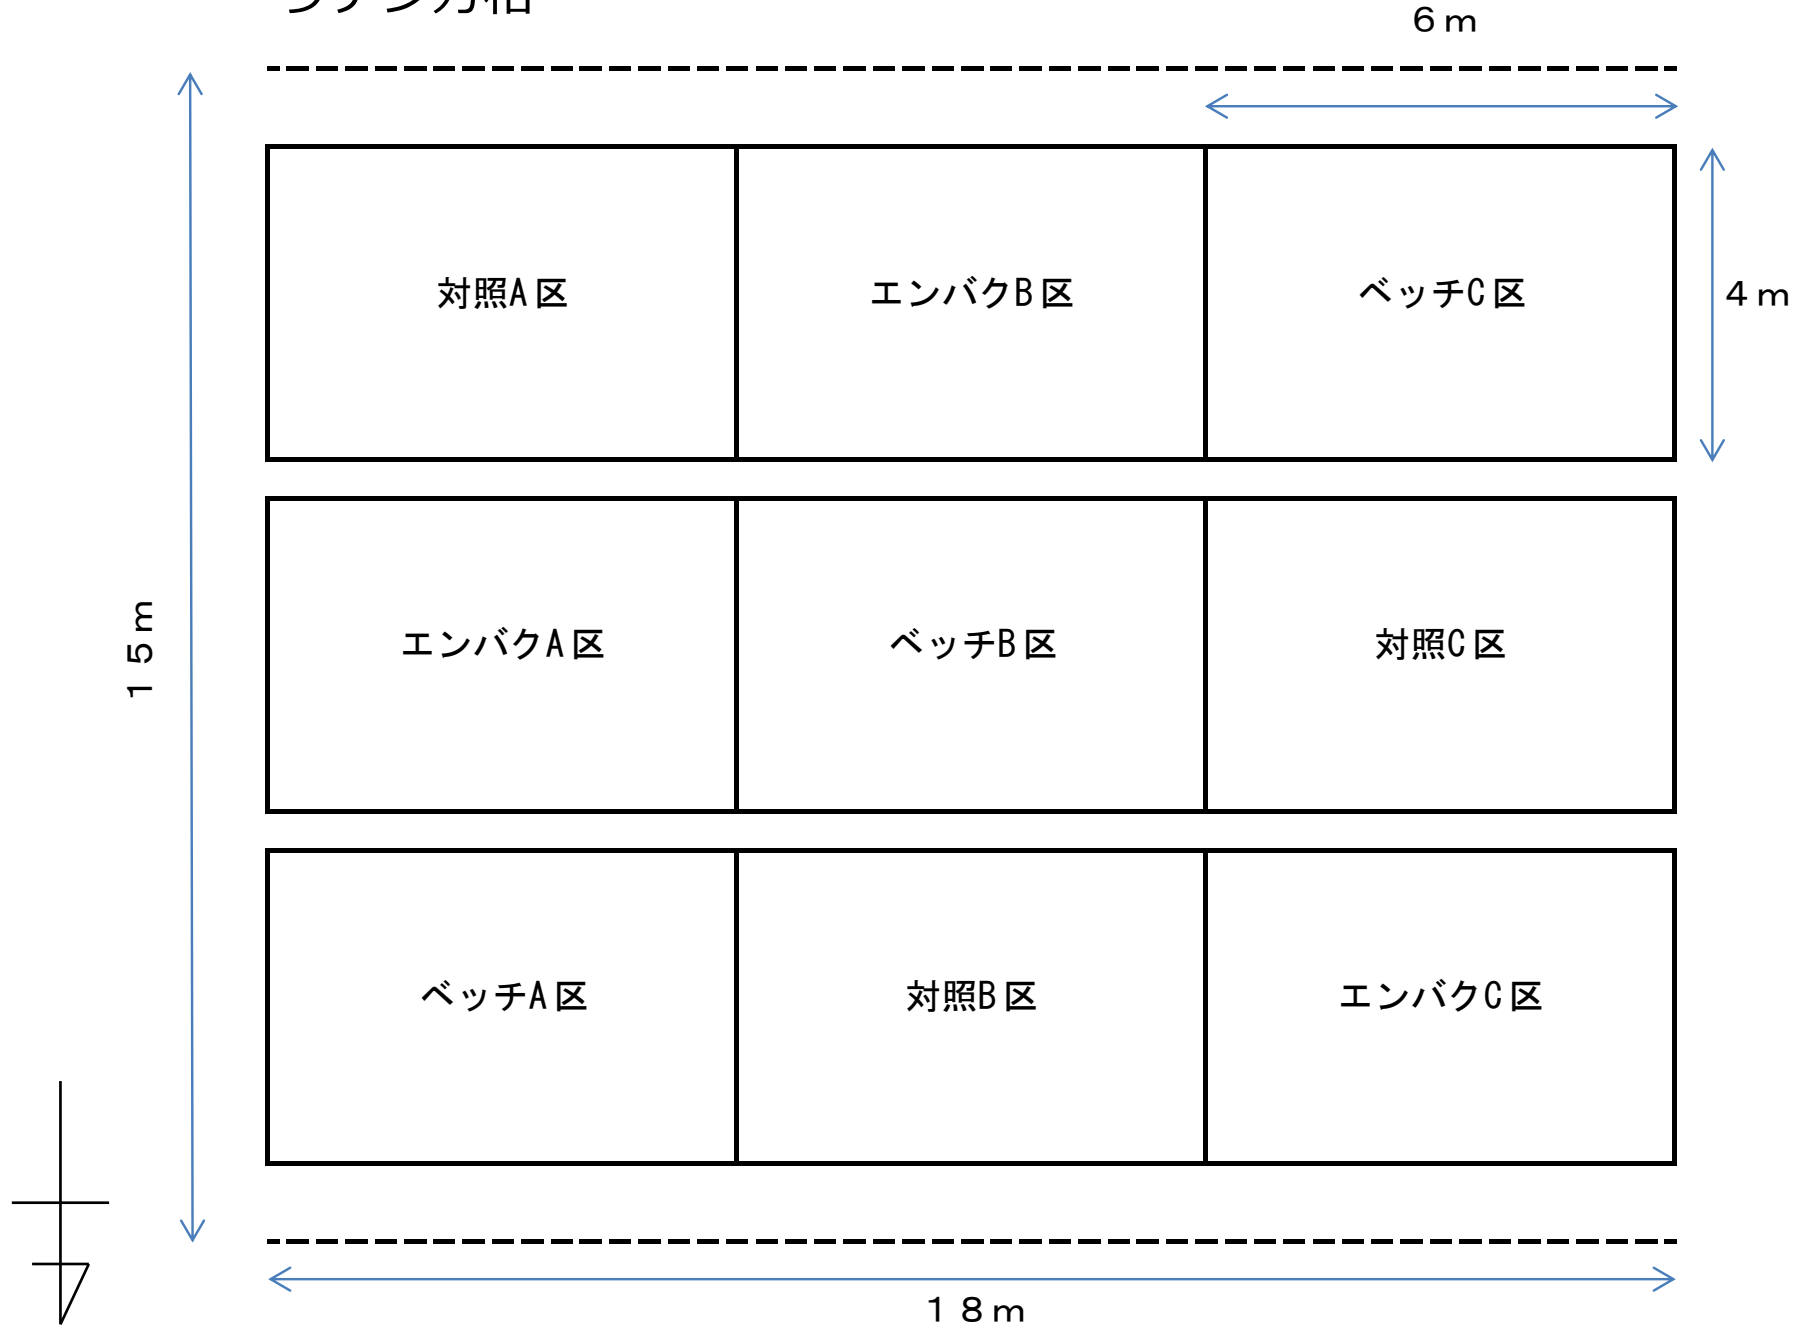 6m
対照A区
エンバクB区
ベッチC区
4m
エンバクA区
ベッチB区
対照C区
15m
ベッチA区
対照B区
エンバクC区
18m